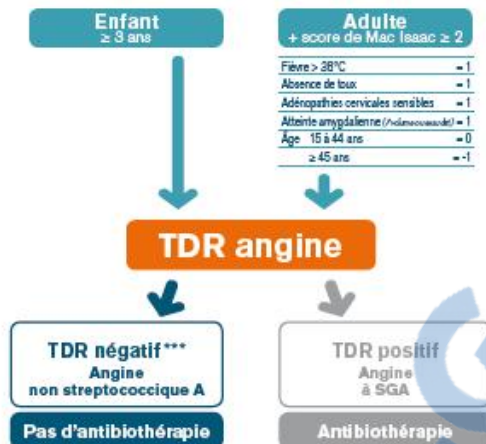 Enfant
≥ 3 ans
Adulte
+ score de Mac Isaac ≥ 2
Fièvre > 38°C = 1
Absence de toux = 1
Adénopathies cervicales sensibles = 1
Atteinte amygdalienne = 1
Âge 15 à 44 ans = 0
≥ 45 ans = -1
TDR angine
TDR négatif***
Angine
non streptococcique A
Pas d'antibiothérapie
TDR positif
Angine
à SGA
Antibiothérapie